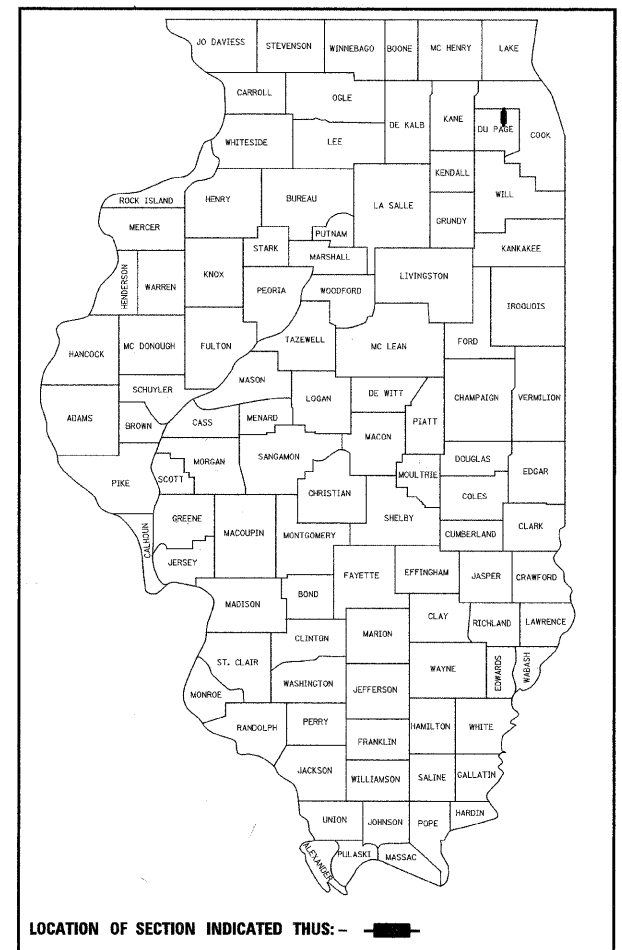 JO DAVIESS STEVENSON WINNEBAGO BOONE MC HENRY LAKE
CARROLL OGLE
DE KALB KANE DU PAGE COOK
WHITESIDE LEE
KENDALL
WILL
ROCK ISLAND HENRY BUREAU LA SALLE
GRUNDY
MERCER
PUTNAM
STARK MARSHALL KANKAKEE
HENDERSON WARREN KNOX PEORIA WOODFORD LIVINGSTON
IROQUOIS
HANCOCK MC DONOUGH FULTON TAZEWELL MC LEAN FORD
SCHUYLER MASON LOGAN DE WITT CHAMPAIGN VERMILION
ADAMS BROWN CASS MENARD PIATT
MACON
MORGAN SANGAMON DOUGLAS
PIKE SCOTT CHRISTIAN MOULTRIE EDGAR
COLES
GREENE MACOUPIN SHELBY
CALHOUN MONTGOMERY CUMBERLAND CLARK
JERSEY
FAYETTE EFFINGHAM JASPER CRAWFORD
BOND
MADISON CLAY
RICHLAND LAWRENCE
CLINTON MARION
ST. CLAIR WAYNE EDWARDS WABASH
WASHINGTON JEFFERSON
MONROE
RANDOLPH PERRY HAMILTON WHITE
FRANKLIN
JACKSON WILLIAMSON SALINE GALLATIN
HARDIN
UNION JOHNSON POPE
ALEXANDER PULASKI MASSAC
LOCATION OF SECTION INDICATED THUS: –